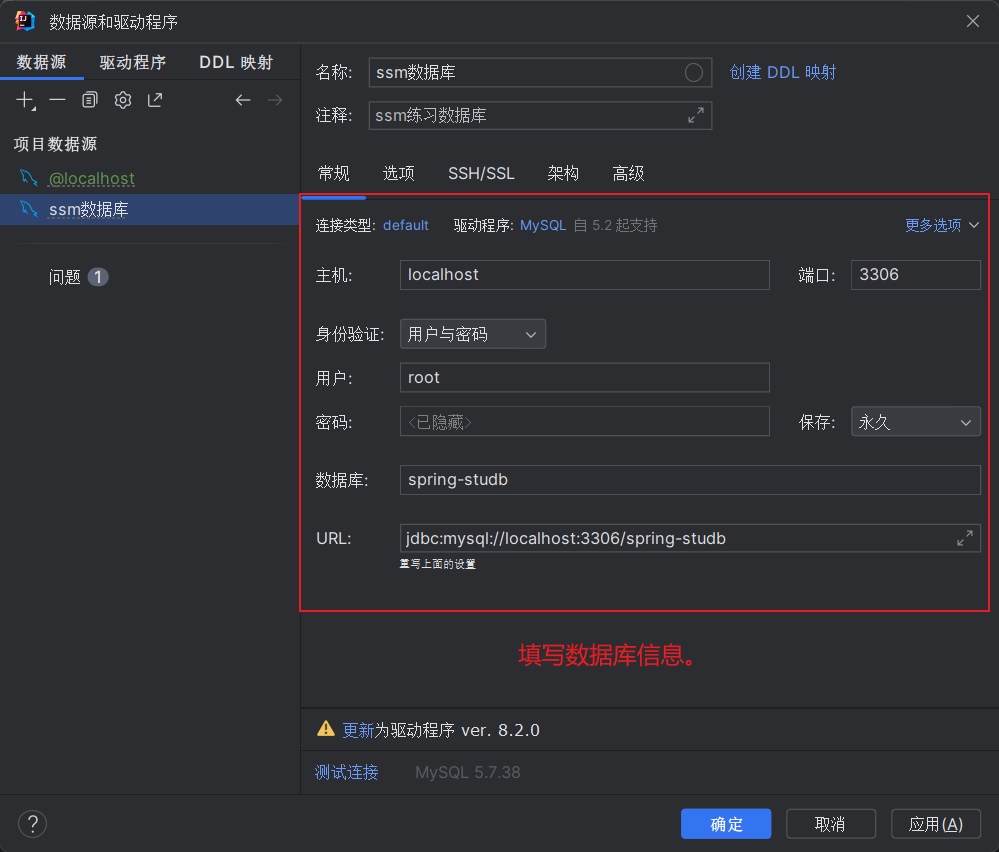 数据源和驱动程序
数据源 驱动程序 DDL 映射
项目数据源
@localhost
ssm数据库
问题 1
名称: ssm数据库 创建 DDL 映射
注释: ssm练习数据库
常规 选项 SSH/SSL 架构 高级
连接类型: default 驱动程序: MySQL 自 5.2 起支持 更多选项
主机: localhost 端口: 3306
身份验证: 用户与密码
用户: root
密码: <已隐藏> 保存: 永久
数据库: spring-studb
URL: jdbc:mysql://localhost:3306/spring-studb
重写上面的设置
填写数据库信息。
更新为驱动程序 ver. 8.2.0
测试连接 MySQL 5.7.38
? 确定 取消 应用(A)